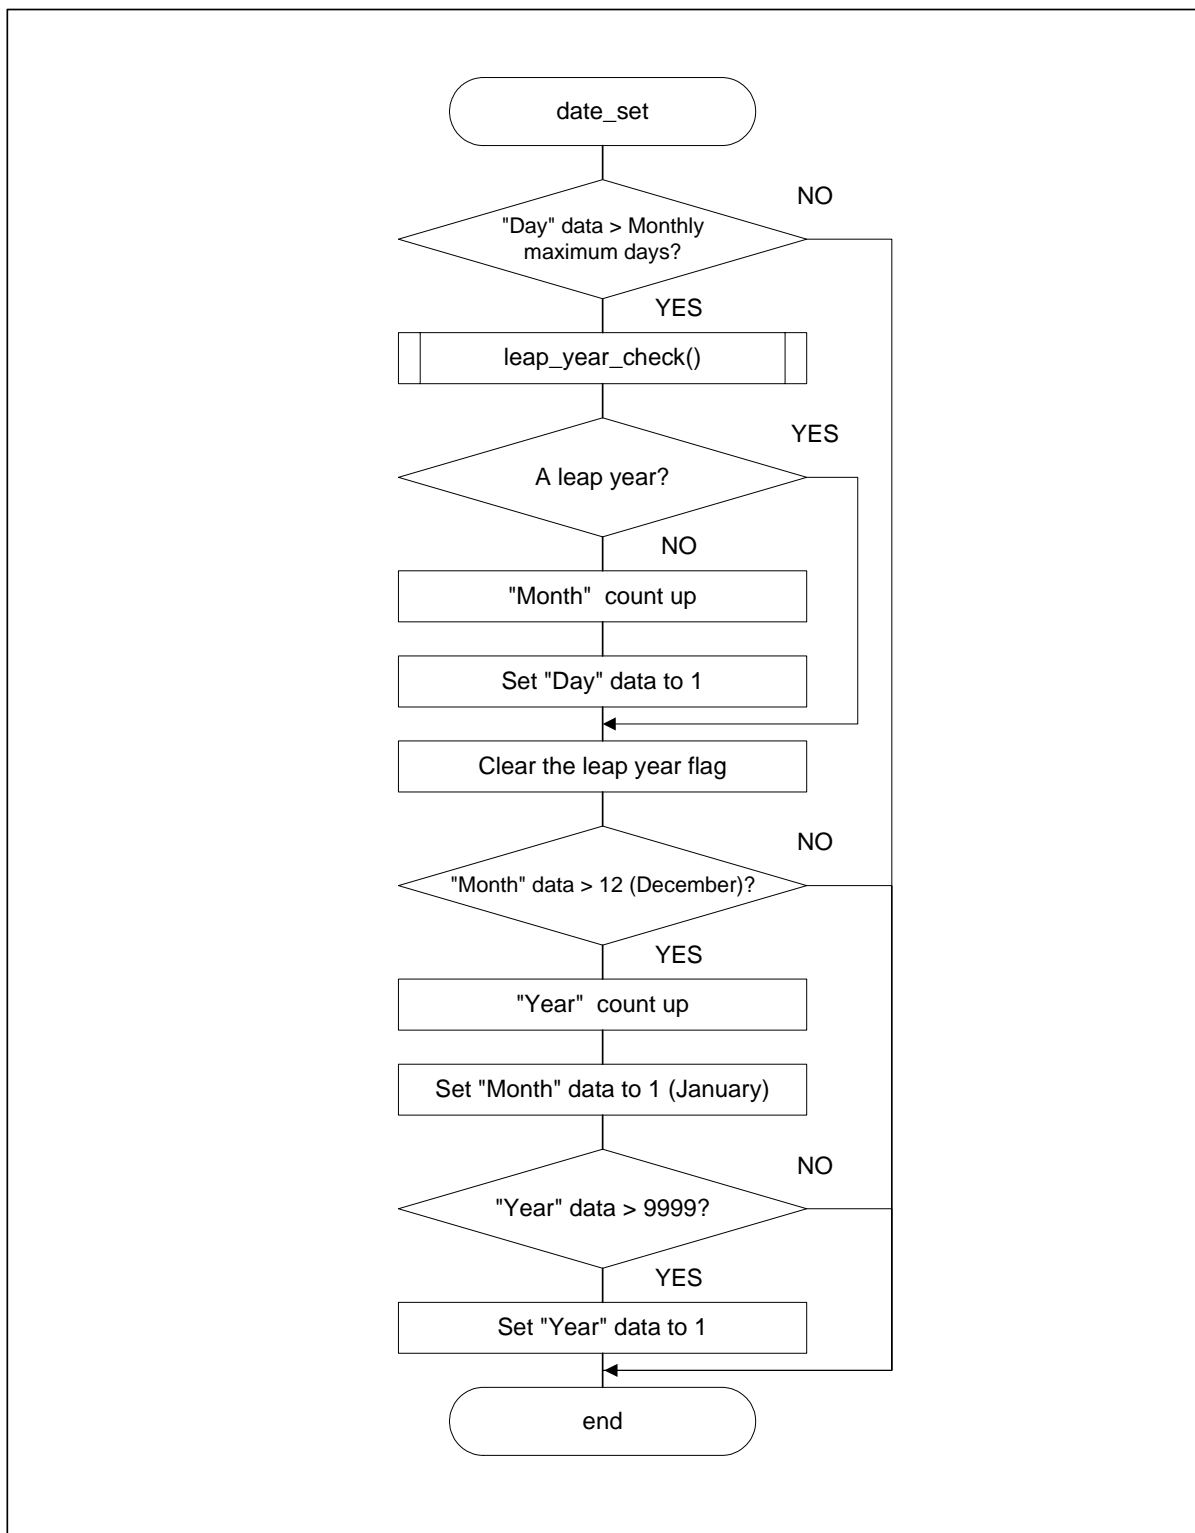 date_set
NO
"Day" data > Monthly
maximum days?
YES
leap_year_check()
YES
A leap year?
NO
"Month"  count up
Set "Day" data to 1
Clear the leap year flag
NO
"Month" data > 12 (December)?
YES
"Year"  count up
Set "Month" data to 1 (January)
NO
"Year" data > 9999?
YES
Set "Year" data to 1
end